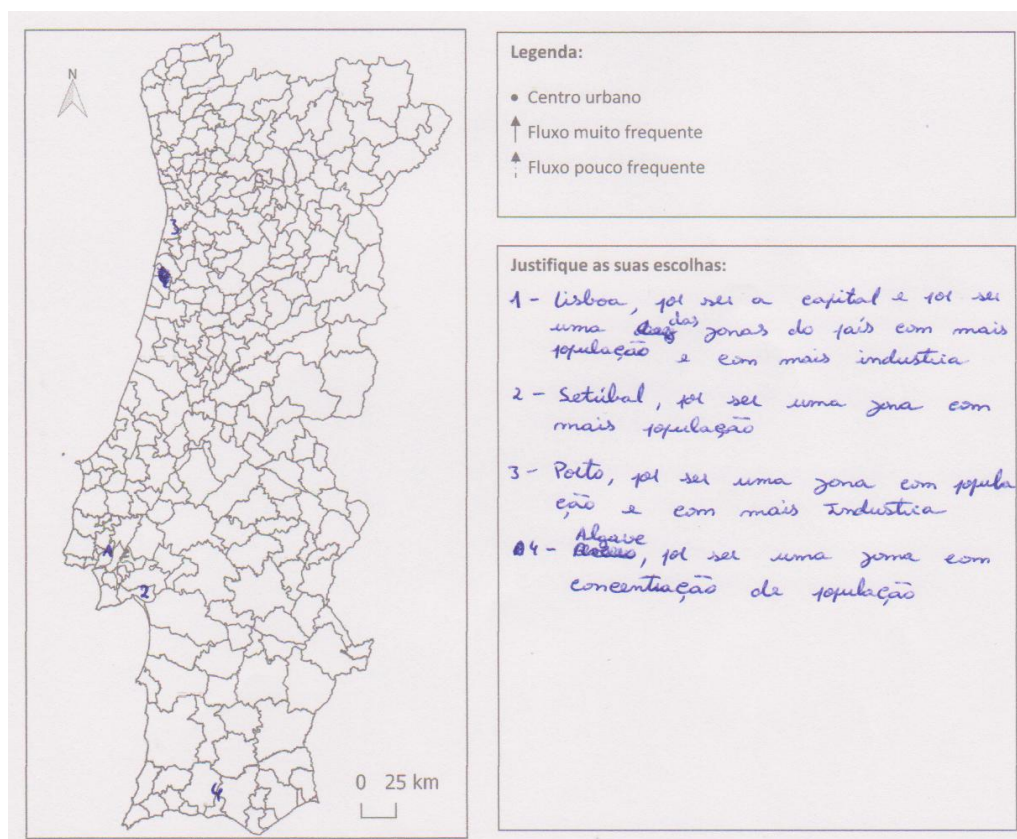 N
3
1
2
4
0 25 km
Legenda:
Centro urbano
Fluxo muito frequente
Fluxo pouco frequente
Justifique as suas escolhas:
1 - Lisboa, por ser a capital e por ser
uma das zonas do país com mais
população e com mais industria
2 - Setúbal, por ser uma zona com
mais população
3 - Porto, por ser uma zona com popula
ção e com mais Industria
4 - Algave, por ser uma zona com
concentração de população